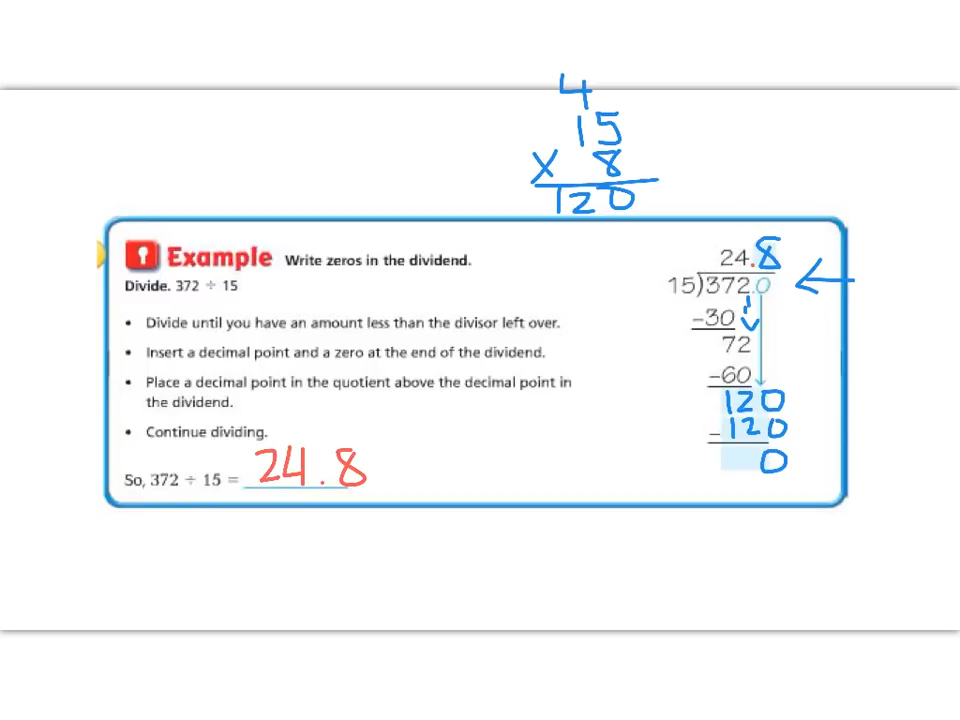 4
15
X 8
120
Example Write zeros in the dividend.
Divide. 372 ÷ 15
• Divide until you have an amount less than the divisor left over.
• Insert a decimal point and a zero at the end of the dividend.
• Place a decimal point in the quotient above the decimal point in
the dividend.
• Continue dividing.
So, 372 ÷ 15 = 24.8
24.8
15)372.0
-30
72
-60
120
-120
0